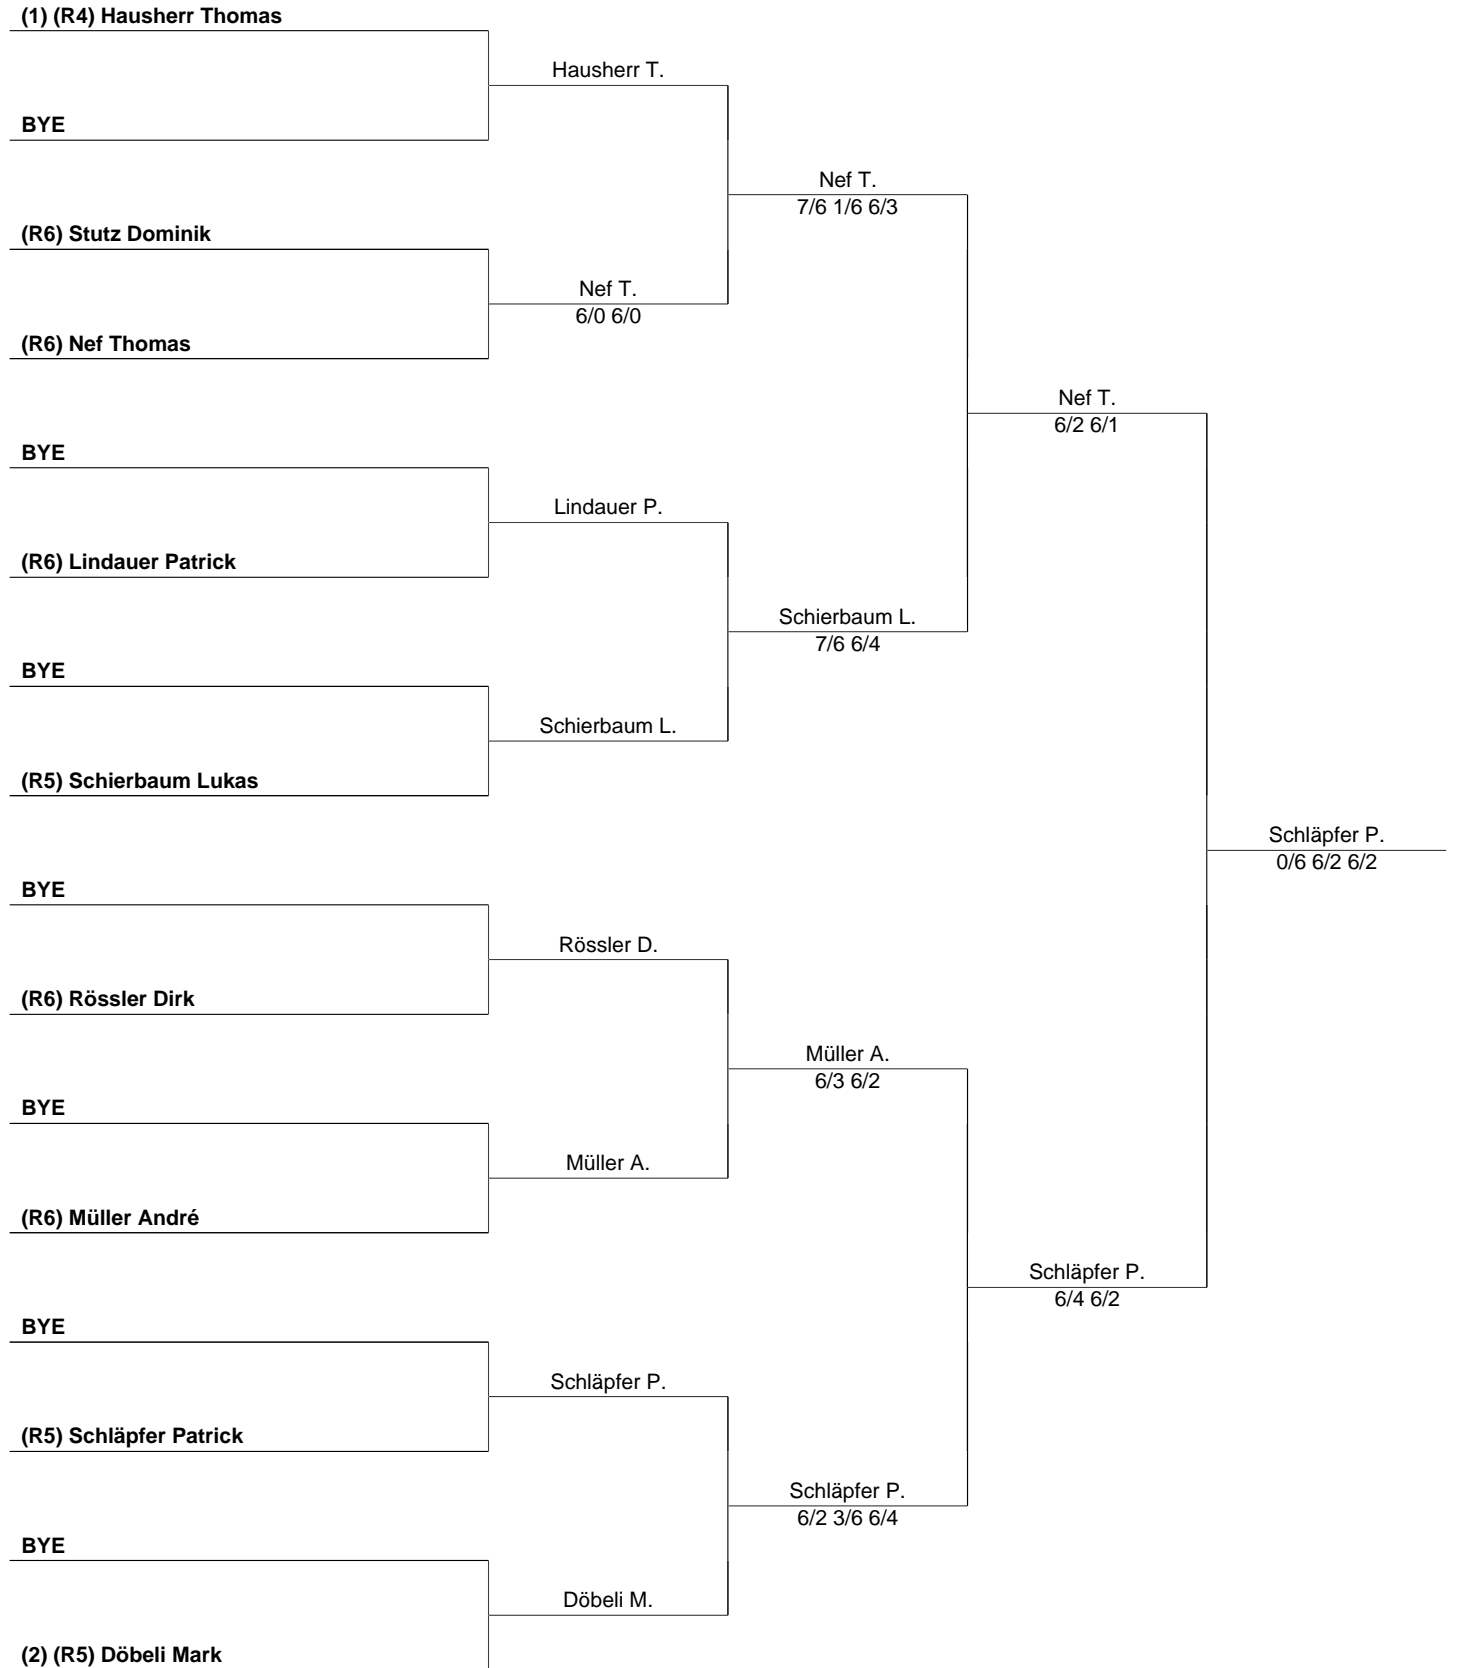 (1) (R4) Hausherr Thomas
Hausherr T.
BYE
Nef T.
7/6 1/6 6/3
(R6) Stutz Dominik
Nef T.
6/0 6/0
(R6) Nef Thomas
Nef T.
6/2 6/1
BYE
Lindauer P.
(R6) Lindauer Patrick
Schierbaum L.
7/6 6/4
BYE
Schierbaum L.
(R5) Schierbaum Lukas
Schläpfer P.
0/6 6/2 6/2
BYE
Rössler D.
(R6) Rössler Dirk
Müller A.
6/3 6/2
BYE
Müller A.
(R6) Müller André
Schläpfer P.
6/4 6/2
BYE
Schläpfer P.
(R5) Schläpfer Patrick
Schläpfer P.
6/2 3/6 6/4
BYE
Döbeli M.
(2) (R5) Döbeli Mark